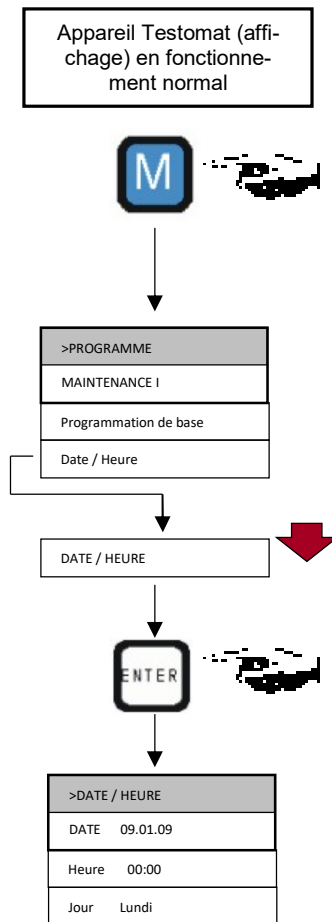 Appareil Testomat (affi-
chage) en fonctionne-
ment normal
M
>PROGRAMME
MAINTENANCE I
Programmation de base
Date / Heure
DATE / HEURE
ENTER
>DATE / HEURE
DATE 09.01.09
Heure 00:00
Jour Lundi